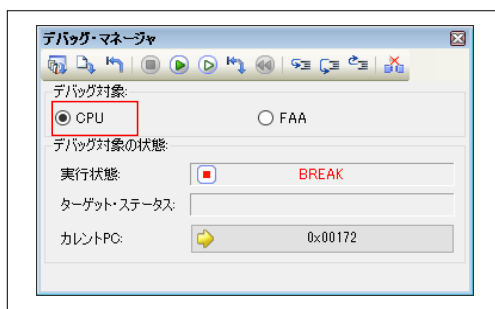 デバッグ・マネージャ
デバッグ対象:
CPU FAA
デバッグ対象の状態:
実行状態: BREAK
ターゲット・ステータス:
カレントPC: 0x00172